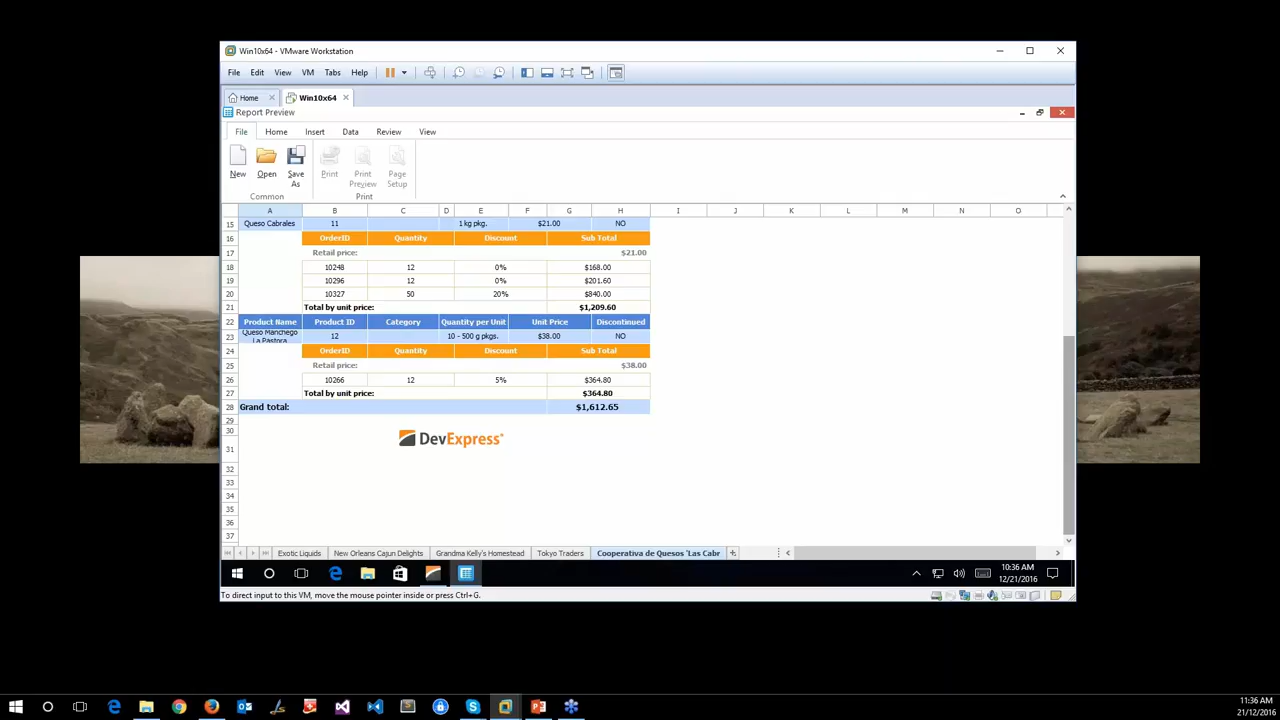 Win10x64 - VMware Workstation
File Edit View VM Tabs Help
Home Win10x64
Report Preview
File Home Insert Data Review View
New Open Save As Print Print Preview Page Setup
Common Print
A B C D E F G H I J K L M N O
15 Queso Cabrales 11 1 kg pkg. $21.00 NO
16 OrderID Quantity Discount Sub Total
17 Retail price: $21.00
18 10248 12 0% $168.00
19 10296 12 0% $201.60
20 10327 50 20% $840.00
21 Total by unit price: $1,209.60
22 Product Name Product ID Category Quantity per Unit Unit Price Discontinued
23 Queso Manchego La Pastora 12 10 - 500 g pkgs. $38.00 NO
24 OrderID Quantity Discount Sub Total
25 Retail price: $38.00
26 10266 12 5% $364.80
27 Total by unit price: $364.80
28 Grand total: $1,612.65
29
30
31 DevExpress
32
33
34
35
36
37
Exotic Liquids New Orleans Cajun Delights Grandma Kelly's Homestead Tokyo Traders Cooperativa de Quesos 'Las Cabr
10:36 AM
12/21/2016
To direct input to this VM, move the mouse pointer inside or press Ctrl+G.
11:36 AM
21/12/2016